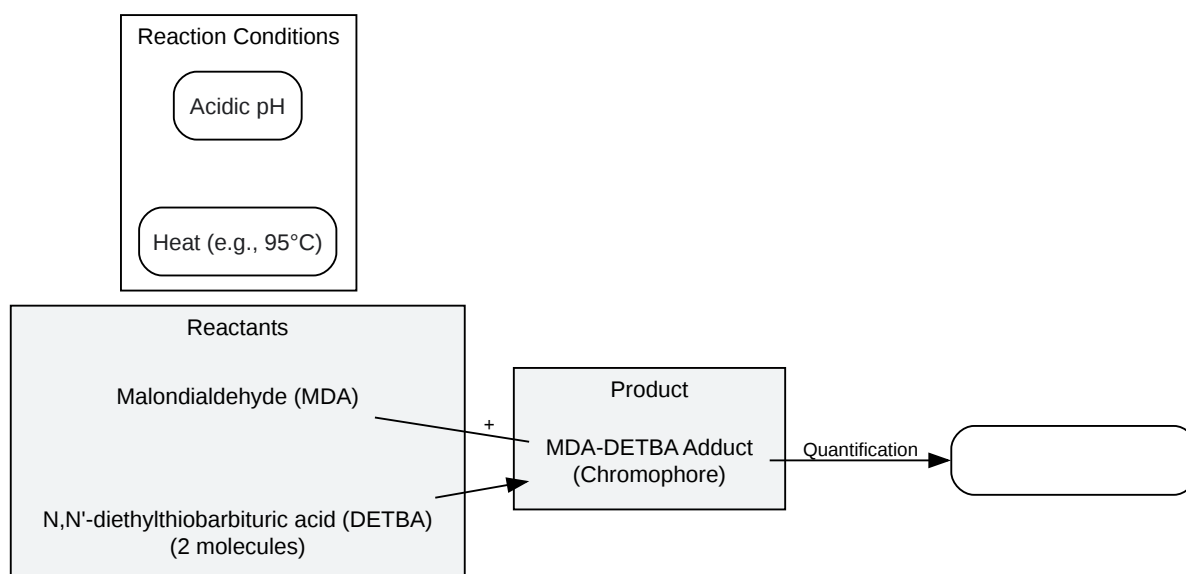 Reaction Conditions
Acidic pH
Heat (e.g., 95°C)
Reactants
Malondialdehyde (MDA)
+
N,N'-diethylthiobarbituric acid (DETBA)
(2 molecules)
Product
MDA-DETBA Adduct
(Chromophore)
Quantification